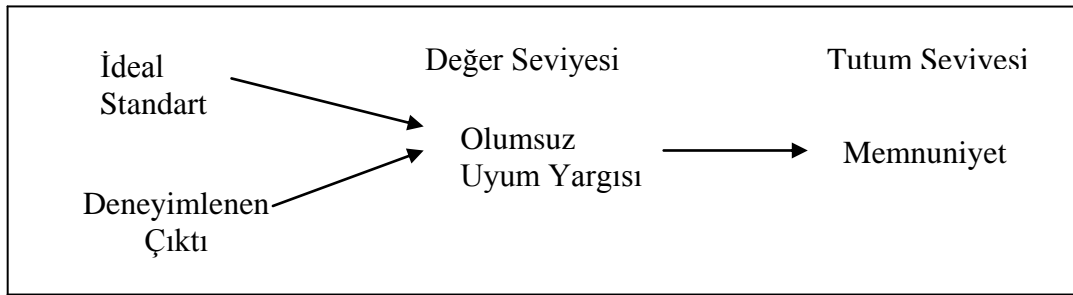 İdeal
Standart
Değer Seviyesi
Tutum Seviyesi
Olumsuz
Uyum Yargısı
Memnuniyet
Deneyimlenen
Çıktı